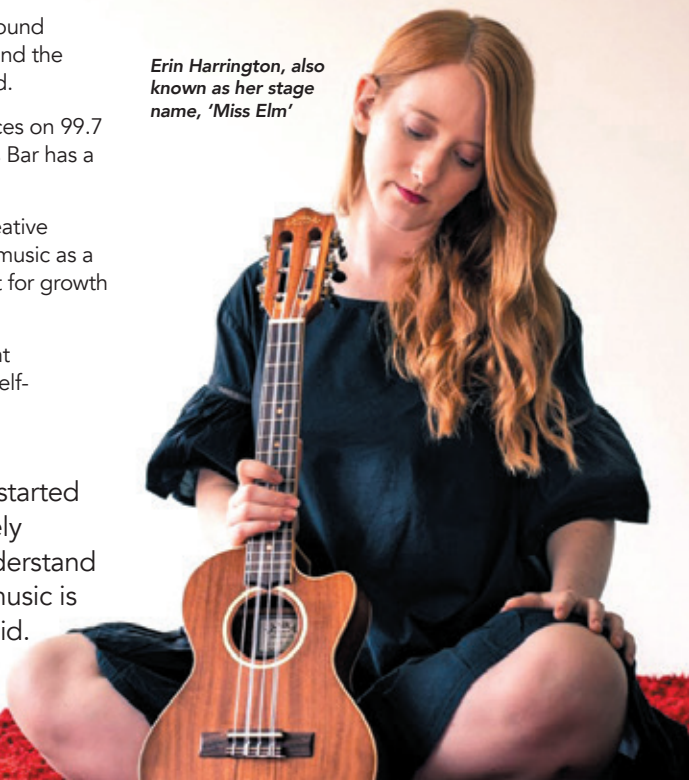 ound
nd the
d.
ces on 99.7
Bar has a
eative
music as a
t for growth
at
elf-
started
ely
derstand
music is
id.
Erin Harrington, also
known as her stage
name, ‘Miss Elm’